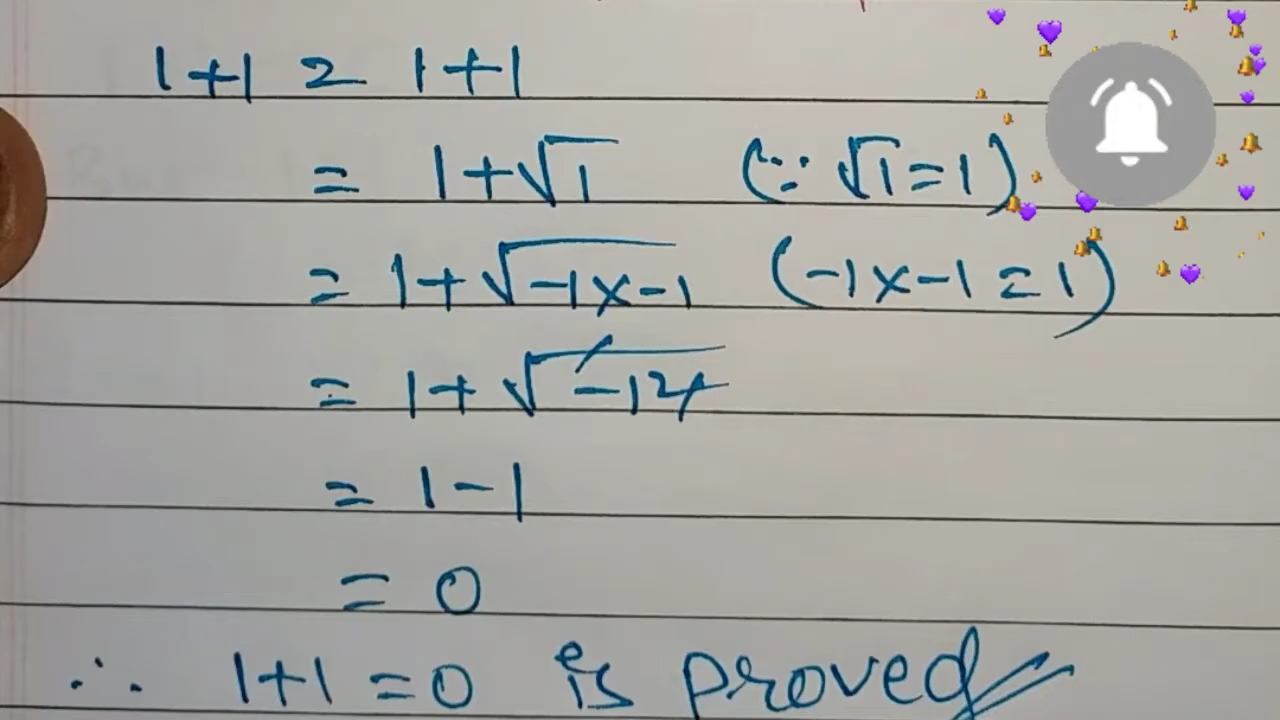 1+1 = 1+1
= 1+√1 (∵ √1=1)
= 1+√-1×-1 (-1×-1=1)
= 1+√-1²
= 1-1
= 0
∴ 1+1=0 is proved